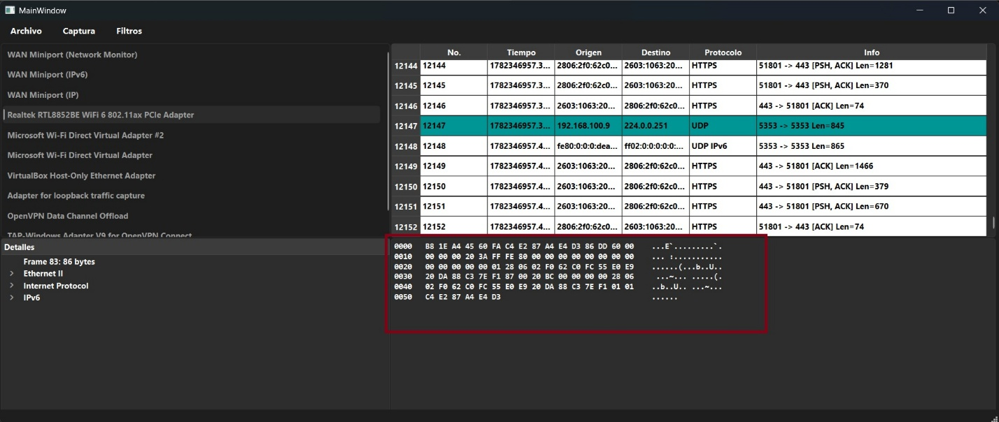 MainWindow
Archivo Captura Filtros
WAN Miniport (Network Monitor)
WAN Miniport (IPv6)
WAN Miniport (IP)
Realtek RTL8852BE WiFi 6 802.11ax PCIe Adapter
Microsoft Wi-Fi Direct Virtual Adapter #2
Microsoft Wi-Fi Direct Virtual Adapter
VirtualBox Host-Only Ethernet Adapter
Adapter for loopback traffic capture
OpenVPN Data Channel Offload
TAP-Windows Adapter V9 for OpenVPN Connect
No. Tiempo Origen Destino Protocolo Info
12144 12144 1782346957.3... 2806:2f0:62c0... 2603:1063:20... HTTPS 51801 -> 443 [PSH, ACK] Len=1281
12145 12145 1782346957.3... 2806:2f0:62c0... 2603:1063:20... HTTPS 51801 -> 443 [PSH, ACK] Len=370
12146 12146 1782346957.3... 2603:1063:20... 2806:2f0:62c0... HTTPS 443 -> 51801 [ACK] Len=74
12147 12147 1782346957.3... 192.168.100.9 224.0.0.251 UDP 5353 -> 5353 Len=845
12148 12148 1782346957.4... fe80:0:0:0:dea... ff02:0:0:0:0:0:... UDP IPv6 5353 -> 5353 Len=865
12149 12149 1782346957.4... 2603:1063:20... 2806:2f0:62c0... HTTPS 443 -> 51801 [ACK] Len=1466
12150 12150 1782346957.4... 2603:1063:20... 2806:2f0:62c0... HTTPS 443 -> 51801 [PSH, ACK] Len=379
12151 12151 1782346957.4... 2603:1063:20... 2806:2f0:62c0... HTTPS 443 -> 51801 [PSH, ACK] Len=670
12152 12152 1782346957.4... 2806:2f0:62c0... 2603:1063:20... HTTPS 51801 -> 443 [ACK] Len=74
Detalles
Frame 83: 86 bytes
Ethernet II
Internet Protocol
IPv6
0000 B8 1E A4 45 60 FA C4 E2 87 A4 E4 D3 86 DD 60 00 ...E`.........`.
0010 00 00 00 20 3A FF FE 80 00 00 00 00 00 00 00 00 ... :...........
0020 00 00 00 00 00 01 28 06 02 F0 62 C0 FC 55 E0 E9 ......(...b..U..
0030 20 DA 88 C3 7E F1 87 00 20 BC 00 00 00 00 28 06 ...~... .....(.
0040 02 F0 62 C0 FC 55 E0 E9 20 DA 88 C3 7E F1 01 01 ..b..U.. ...~...
0050 C4 E2 87 A4 E4 D3 ......